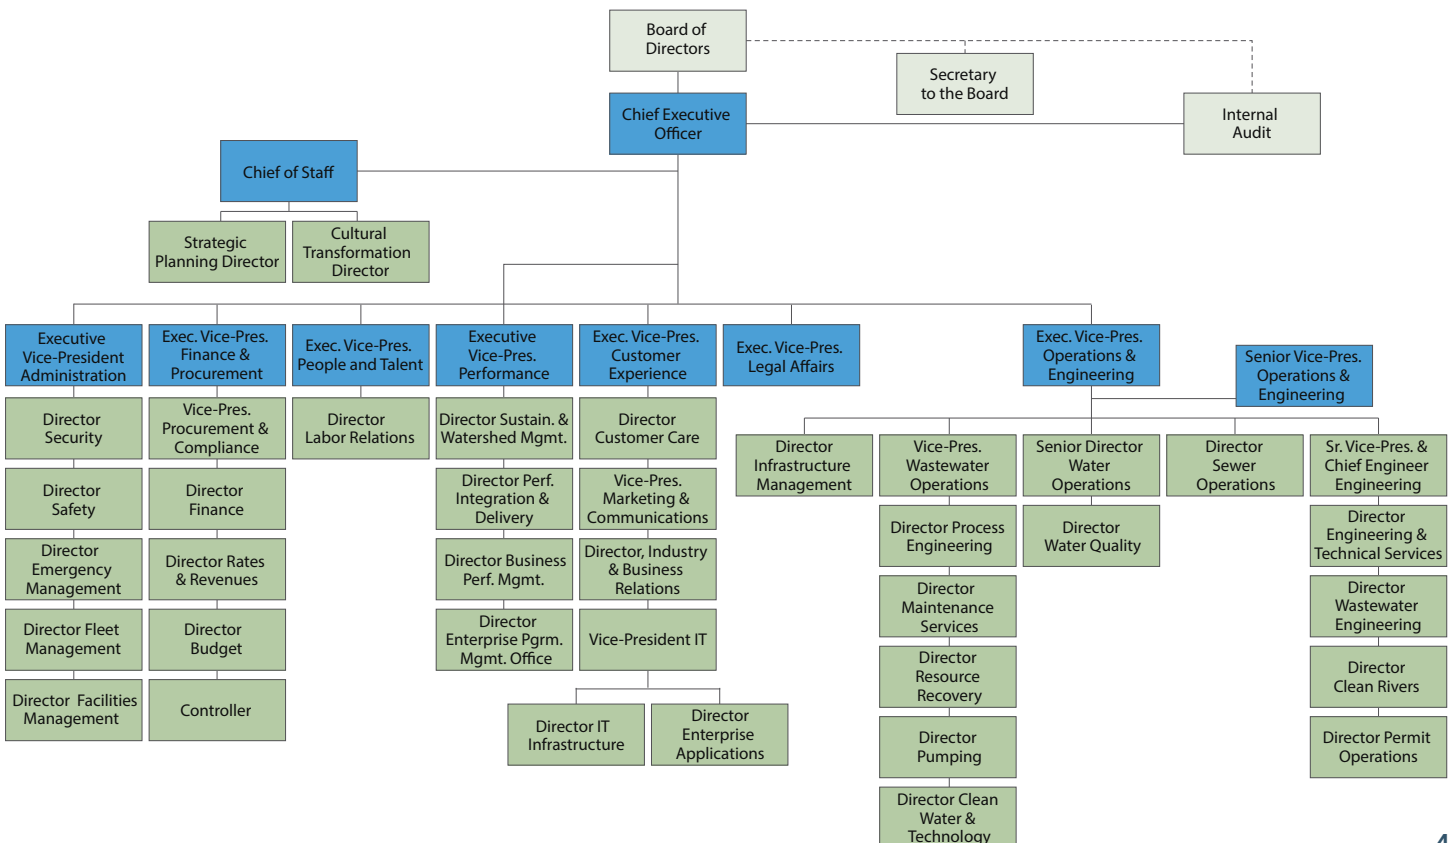 Board of
Directors
Secretary
to the Board
Chief Executive
Officer
Internal
Audit
Chief of Staff
Strategic
Planning Director
Cultural
Transformation
Director
Executive
Vice-President
Administration
Director
Security
Director
Safety
Director
Emergency
Management
Director Fleet
Management
Director Facilities
Management
Exec. Vice-Pres.
Finance &
Procurement
Vice-Pres.
Procurement &
Compliance
Director
Finance
Director Rates
& Revenues
Director
Budget
Controller
Exec. Vice-Pres.
People and Talent
Director
Labor Relations
Executive
Vice-Pres.
Performance
Director Sustain. &
Watershed Mgmt.
Director Perf.
Integration &
Delivery
Director Business
Perf. Mgmt.
Director
Enterprise Pgrm.
Mgmt. Office
Exec. Vice-Pres.
Customer
Experience
Director
Customer Care
Vice-Pres.
Marketing &
Communications
Director, Industry
& Business
Relations
Vice-President IT
Director IT
Infrastructure
Director
Enterprise
Applications
Exec. Vice-Pres.
Legal Affairs
Exec. Vice-Pres.
Operations &
Engineering
Senior Vice-Pres.
Operations &
Engineering
Director
Infrastructure
Management
Vice-Pres.
Wastewater
Operations
Director Process
Engineering
Director
Maintenance
Services
Director
Resource
Recovery
Director
Pumping
Director Clean
Water &
Technology
Senior Director
Water
Operations
Director
Water Quality
Director
Sewer
Operations
Sr. Vice-Pres. &
Chief Engineer
Engineering
Director
Engineering &
Technical Services
Director
Wastewater
Engineering
Director
Clean Rivers
Director Permit
Operations
4